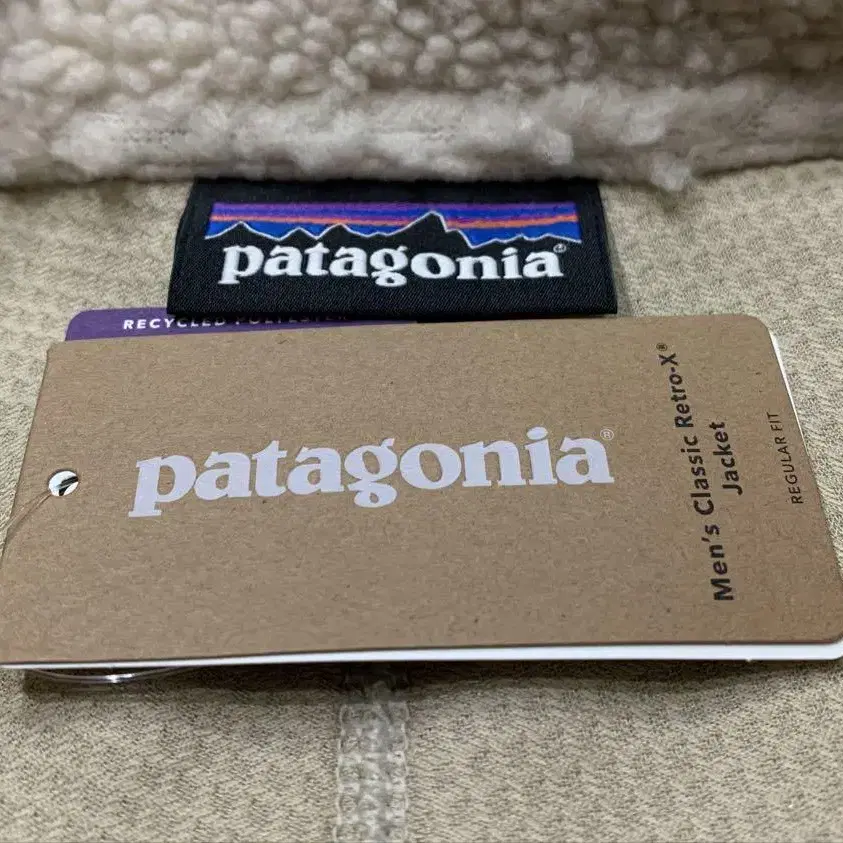 patagonia®
RECYCLED POLYESTER
patagonia®
Men's Classic Retro-X®
Jacket
REGULAR FIT